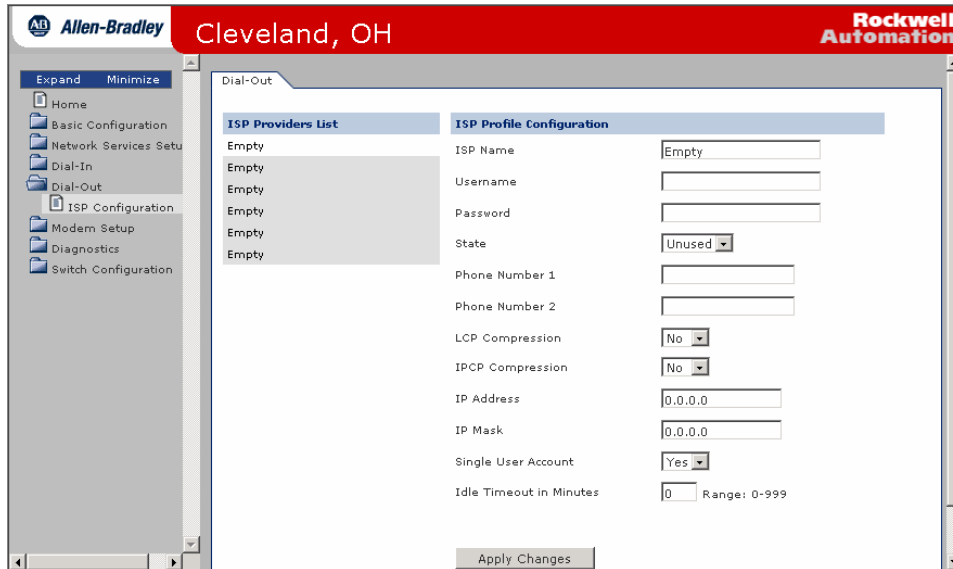 AB Allen-Bradley
Cleveland, OH
Rockwell
Automation
Expand Minimize
Home
Basic Configuration
Network Services Setu
Dial-In
Dial-Out
ISP Configuration
Modem Setup
Diagnostics
Switch Configuration
Dial-Out
ISP Providers List
Empty
Empty
Empty
Empty
Empty
Empty
ISP Profile Configuration
ISP Name Empty
Username
Password
State Unused
Phone Number 1
Phone Number 2
LCP Compression No
IPCP Compression No
IP Address 0.0.0.0
IP Mask 0.0.0.0
Single User Account Yes
Idle Timeout in Minutes 0 Range: 0-999
Apply Changes